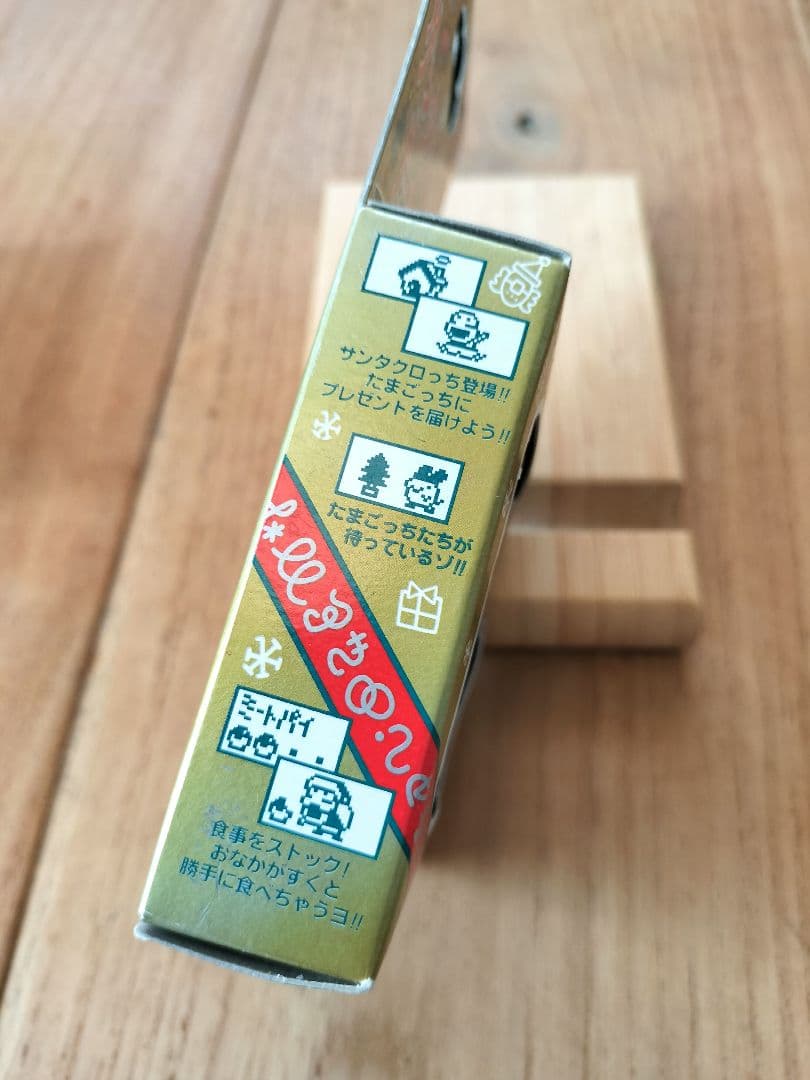 サンタクロっち登場!!
たまごっちに
プレゼントを届けよう!!
たまごっちたちが
待っているゾ!!
ミートパイ
食事をストック!
おなかがすくと
勝手に食べちゃうヨ!!